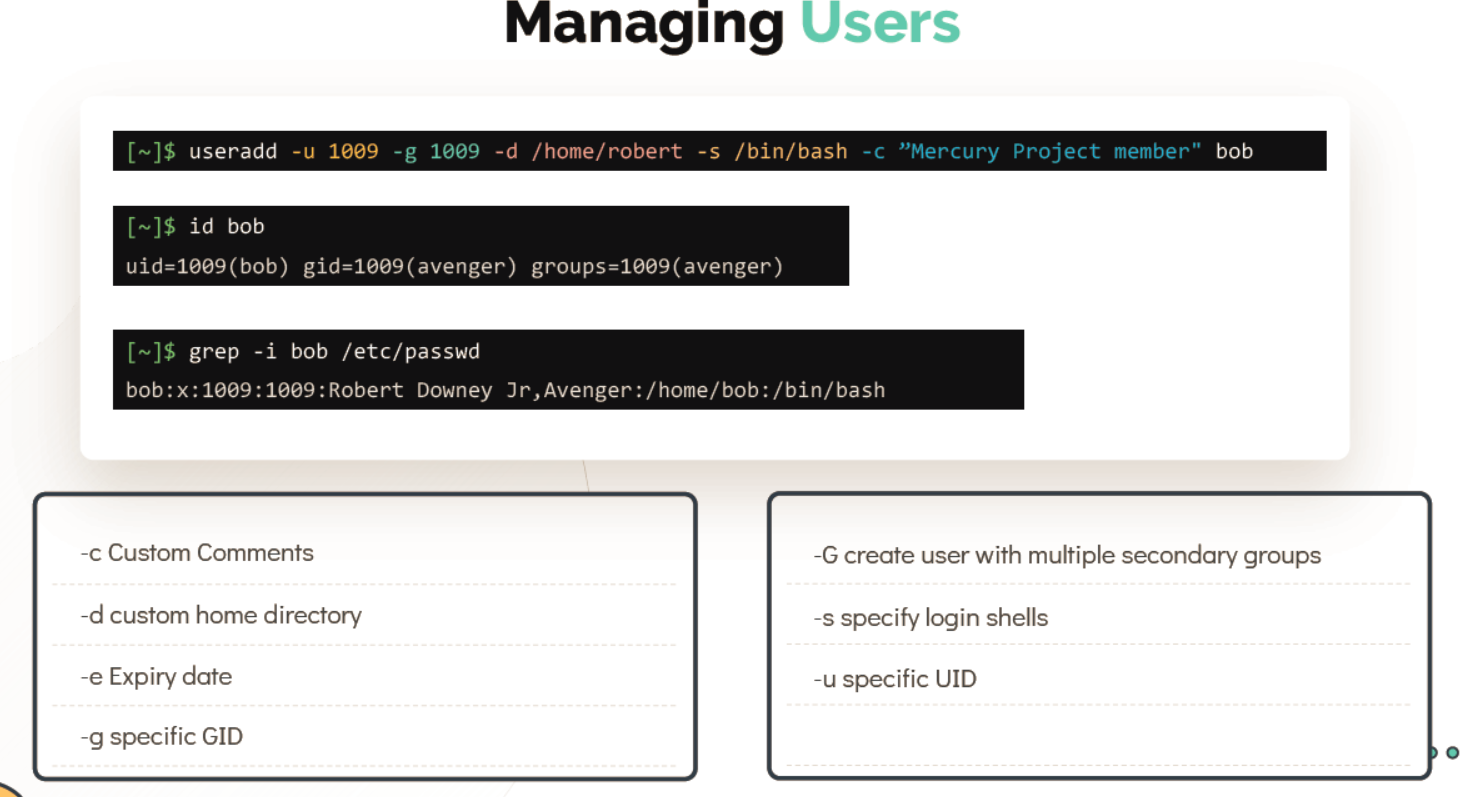 Managing Users
[~]$ useradd -u 1009 -g 1009 -d /home/robert -s /bin/bash -c ”Mercury Project member" bob
[~]$ id bob
uid=1009(bob) gid=1009(avenger) groups=1009(avenger)
[~]$ grep -i bob /etc/passwd
bob:x:1009:1009:Robert Downey Jr,Avenger:/home/bob:/bin/bash
-c Custom Comments
-d custom home directory
-e Expiry date
-g specific GID
-G create user with multiple secondary groups
-s specify login shells
-u specific UID